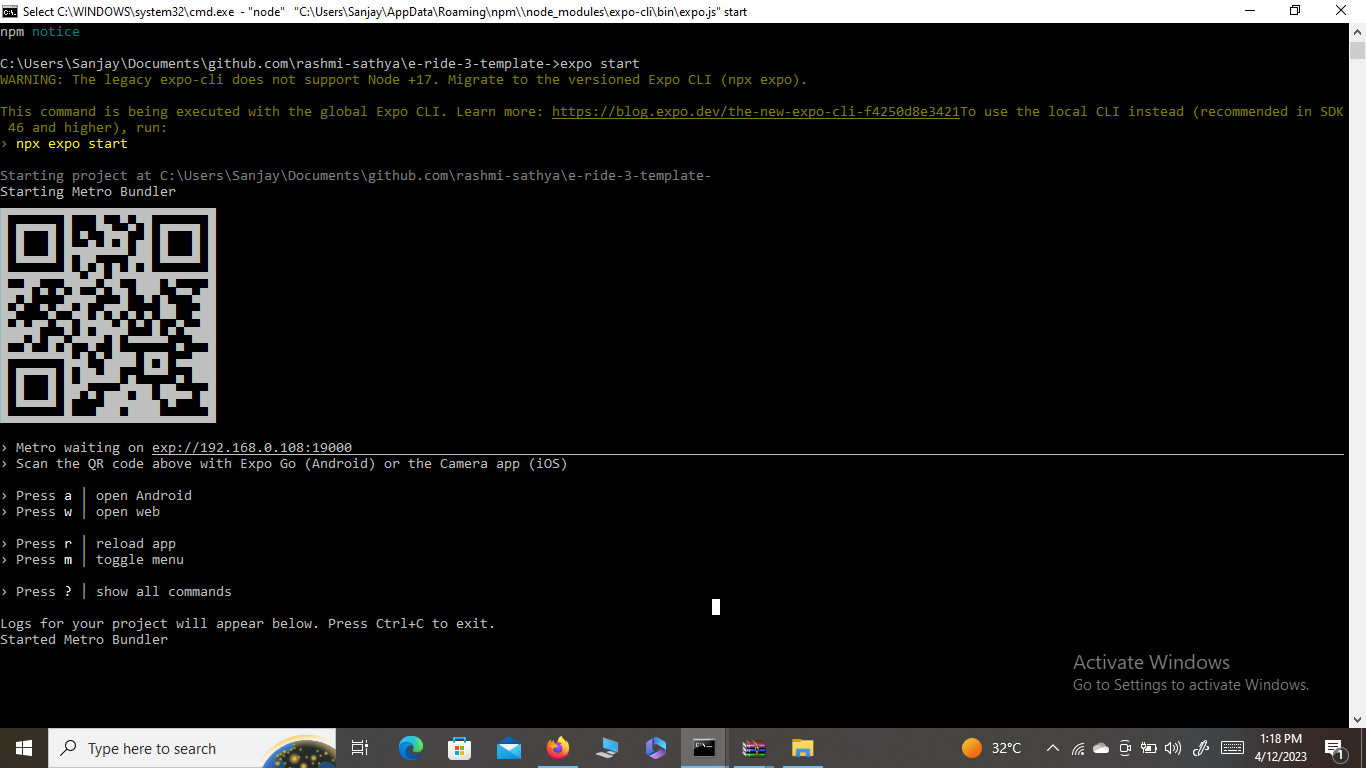 Select C:\WINDOWS\system32\cmd.exe - "node" "C:\Users\Sanjay\AppData\Roaming\npm\\node_modules\expo-cli\bin\expo.js" start
npm notice
C:\Users\Sanjay\Documents\github.com\rashmi-sathya\e-ride-3-template->expo start
WARNING: The legacy expo-cli does not support Node +17. Migrate to the versioned Expo CLI (npx expo).
This command is being executed with the global Expo CLI. Learn more: https://blog.expo.dev/the-new-expo-cli-f4250d8e3421To use the local CLI instead (recommended in SDK
46 and higher), run:
› npx expo start
Starting project at C:\Users\Sanjay\Documents\github.com\rashmi-sathya\e-ride-3-template-
Starting Metro Bundler
› Metro waiting on exp://192.168.0.108:19000
› Scan the QR code above with Expo Go (Android) or the Camera app (iOS)
› Press a │ open Android
› Press w │ open web
› Press r │ reload app
› Press m │ toggle menu
› Press ? │ show all commands
Logs for your project will appear below. Press Ctrl+C to exit.
Started Metro Bundler
Activate Windows
Go to Settings to activate Windows.
Type here to search
32°C
1:18 PM
4/12/2023
1